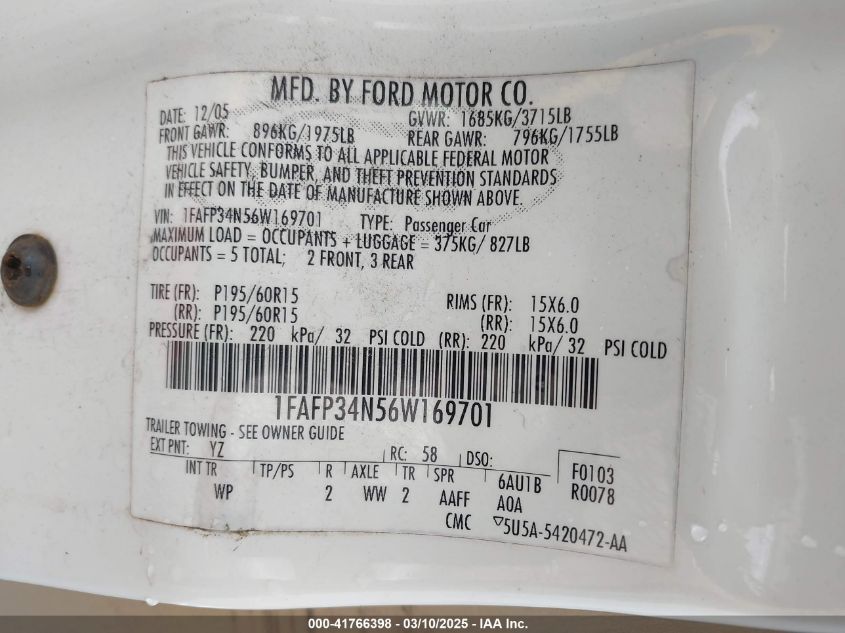 MFD. BY FORD MOTOR CO.
DATE: 12/05 GVWR: 1685KG/3715LB
FRONT GAWR: 896KG/1975LB REAR GAWR: 796KG/1755LB
THIS VEHICLE CONFORMS TO ALL APPLICABLE FEDERAL MOTOR
VEHICLE SAFETY, BUMPER, AND THEFT PREVENTION STANDARDS
IN EFFECT ON THE DATE OF MANUFACTURE SHOWN ABOVE.
VIN: 1FAFP34N56W169701 TYPE: Passenger Car
MAXIMUM LOAD = OCCUPANTS + LUGGAGE = 375KG/ 827LB
OCCUPANTS = 5 TOTAL; 2 FRONT, 3 REAR
TIRE (FR): P195/60R15 RIMS (FR): 15X6.0
(RR): P195/60R15 (RR): 15X6.0
PRESSURE (FR): 220 kPa/ 32 PSI COLD (RR): 220 kPa/ 32 PSI COLD
1FAFP34N56W169701
TRAILER TOWING - SEE OWNER GUIDE
EXT PNT: YZ RC: 58 DSO: F0103
INT TR TP/PS R AXLE TR SPR 6AU1B R0078
WP 2 WW 2 AAFF A0A
CMC ▽5U5A-5420472-AA
000-41766398 - 03/10/2025 - IAA Inc.